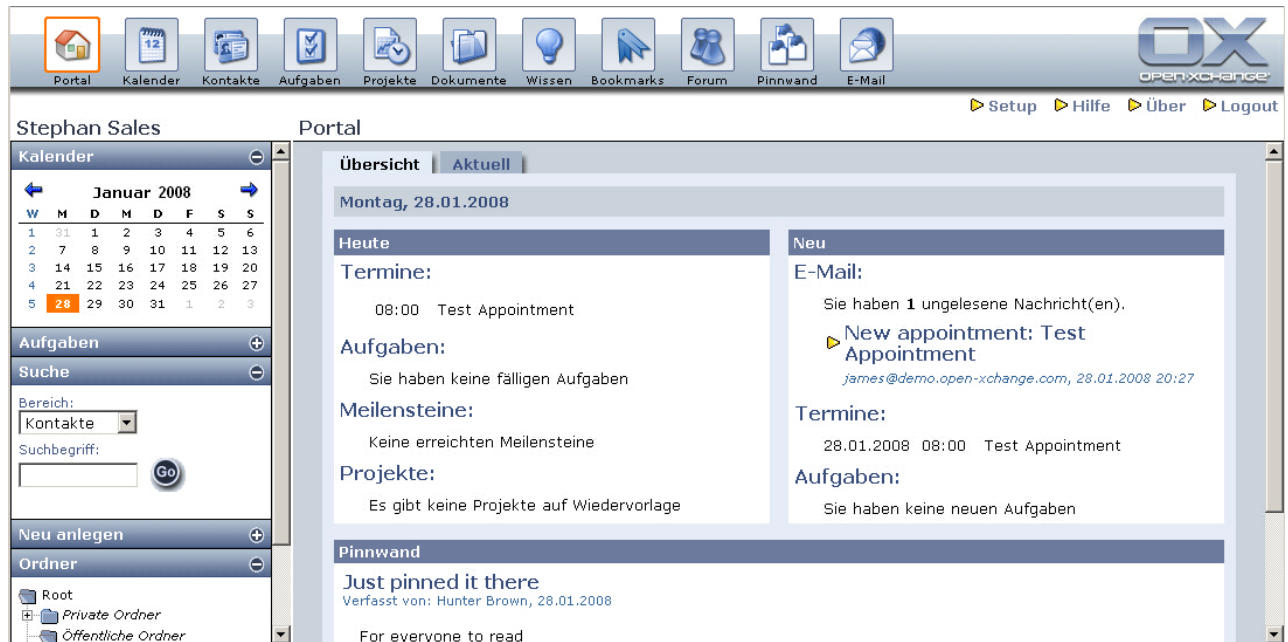 Portal Kalender Kontakte Aufgaben Projekte Dokumente Wissen Bookmarks Forum Pinnwand E-Mail
OX
OPEN-XCHANGE
Setup Hilfe Über Logout
Stephan Sales
Portal
Kalender
Januar 2008
W M D M D F S S
1 31 1 2 3 4 5 6
2 7 8 9 10 11 12 13
3 14 15 16 17 18 19 20
4 21 22 23 24 25 26 27
5 28 29 30 31 1 2 3
Aufgaben
Suche
Bereich:
Kontakte
Suchbegriff:
Go
Neu anlegen
Ordner
Root
Private Ordner
Öffentliche Ordner
Übersicht Aktuell
Montag, 28.01.2008
Heute
Termine:
08:00 Test Appointment
Aufgaben:
Sie haben keine fälligen Aufgaben
Meilensteine:
Keine erreichten Meilensteine
Projekte:
Es gibt keine Projekte auf Wiedervorlage
Neu
E-Mail:
Sie haben 1 ungelesene Nachricht(en).
New appointment: Test
Appointment
james@demo.open-xchange.com, 28.01.2008 20:27
Termine:
28.01.2008 08:00 Test Appointment
Aufgaben:
Sie haben keine neuen Aufgaben
Pinnwand
Just pinned it there
Verfasst von: Hunter Brown, 28.01.2008
For everyone to read